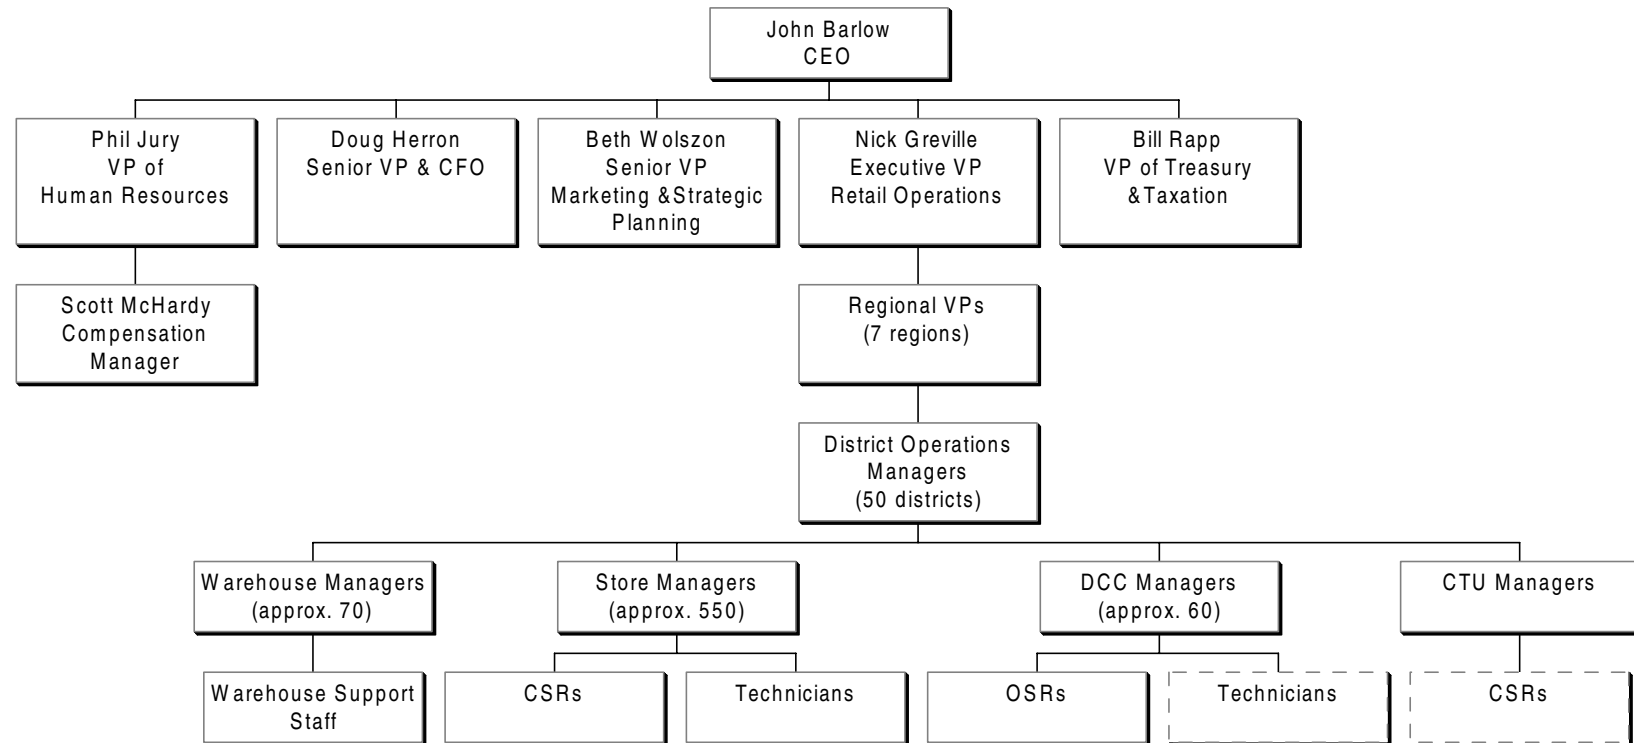 John Barlow
CEO
Phil Jury
VP of
Human Resources
Doug Herron
Senior VP & CFO
Beth Wolszon
Senior VP
Marketing &Strategic
Planning
Nick Greville
Executive VP
Retail Operations
Bill Rapp
VP of Treasury
&Taxation
Scott McHardy
Compensation
Manager
Regional VPs
(7 regions)
District Operations
Managers
(50 districts)
Warehouse Managers
(approx. 70)
Store Managers
(approx. 550)
DCC Managers
(approx. 60)
CTU Managers
Warehouse Support
Staff
CSRs
Technicians
OSRs
Technicians
CSRs